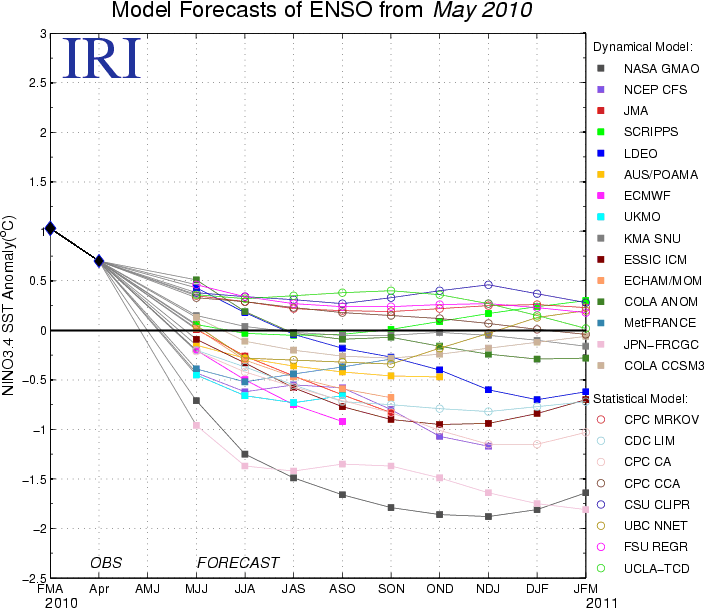 Model Forecasts of ENSO from May 2010
IRI
NINO3.4 SST Anomaly(°C)
3
2.5
2
1.5
1
0.5
0
−0.5
−1
−1.5
−2
−2.5
OBS
FORECAST
FMA Apr AMJ MJJ JJA JAS ASO SON OND NDJ DJF JFM
2010 2011
Dynamical Model:
NASA GMAO
NCEP CFS
JMA
SCRIPPS
LDEO
AUS/POAMA
ECMWF
UKMO
KMA SNU
ESSIC ICM
ECHAM/MOM
COLA ANOM
MetFRANCE
JPN−FRCGC
COLA CCSM3
Statistical Model:
CPC MRKOV
CDC LIM
CPC CA
CPC CCA
CSU CLIPR
UBC NNET
FSU REGR
UCLA−TCD